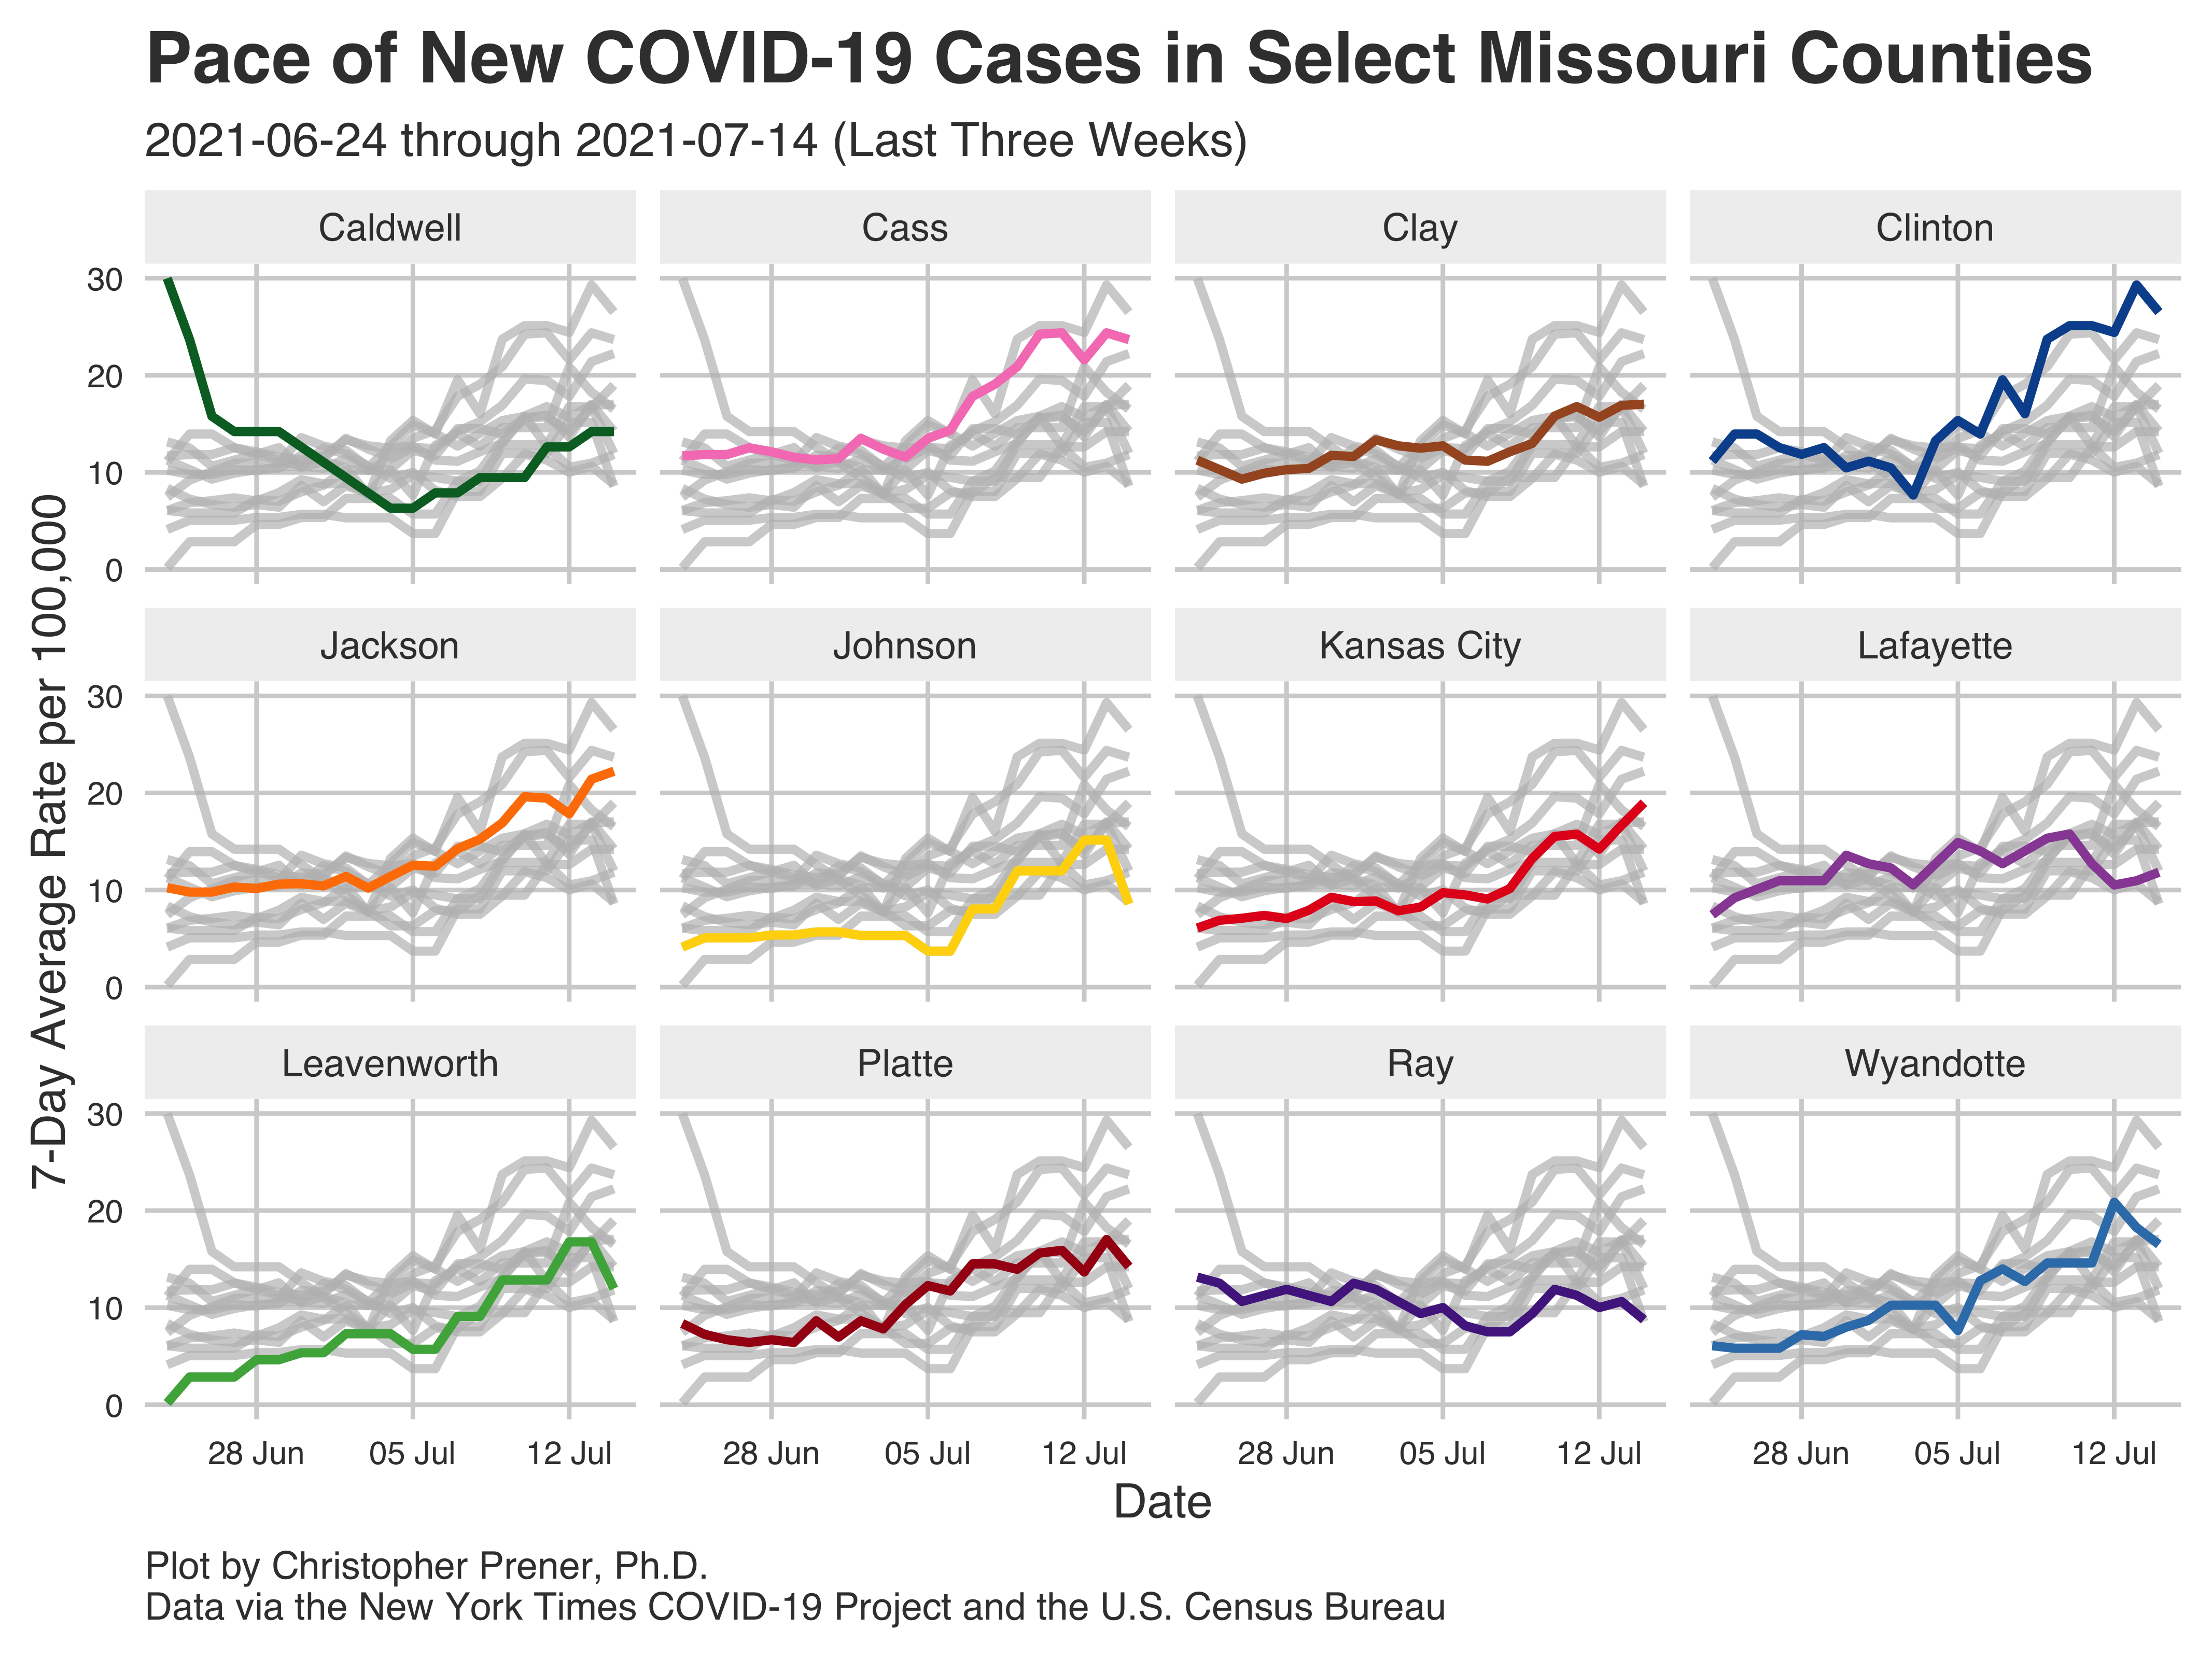 Pace of New COVID-19 Cases in Select Missouri Counties
2021-06-24 through 2021-07-14 (Last Three Weeks)
7-Day Average Rate per 100,000
Caldwell
Cass
Clay
Clinton
30
20
10
0
Jackson
Johnson
Kansas City
Lafayette
30
20
10
0
Leavenworth
Platte
Ray
Wyandotte
30
20
10
0
28 Jun 05 Jul 12 Jul
28 Jun 05 Jul 12 Jul
28 Jun 05 Jul 12 Jul
28 Jun 05 Jul 12 Jul
Date
Plot by Christopher Prener, Ph.D.
Data via the New York Times COVID-19 Project and the U.S. Census Bureau